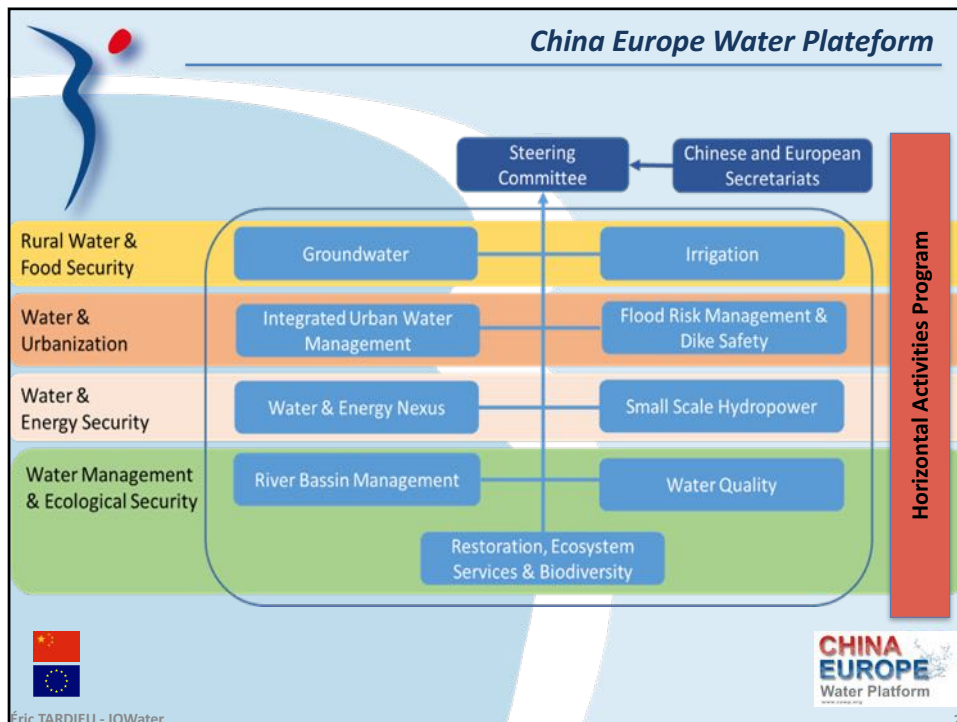 China Europe Water Plateform
Steering
Committee
Chinese and European
Secretariats
Rural Water &
Food Security
Groundwater
Irrigation
Water &
Urbanization
Integrated Urban Water
Management
Flood Risk Management &
Dike Safety
Water &
Energy Security
Water & Energy Nexus
Small Scale Hydropower
Water Management
& Ecological Security
River Bassin Management
Water Quality
Restoration, Ecosystem
Services & Biodiversity
Horizontal Activities Program
CHINA
EUROPE
Water Platform
Éric TARDIEU - IOWater